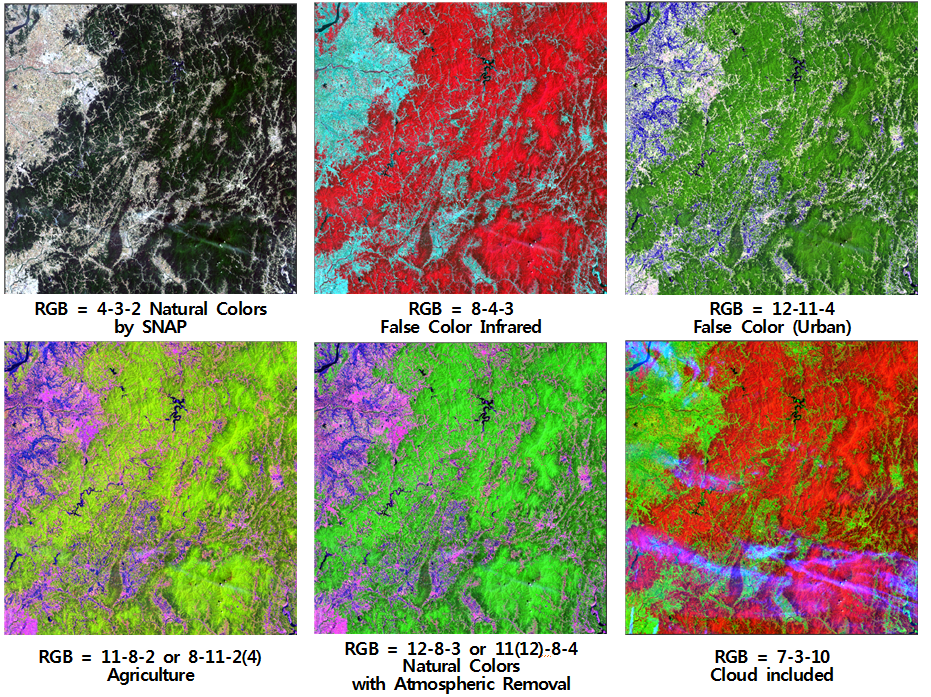 RGB = 4-3-2 Natural Colors
by SNAP
RGB = 8-4-3
False Color Infrared
RGB = 12-11-4
False Color (Urban)
RGB = 11-8-2 or 8-11-2(4)
Agriculture
RGB = 12-8-3 or 11(12)-8-4
Natural Colors
with Atmospheric Removal
RGB = 7-3-10
Cloud included